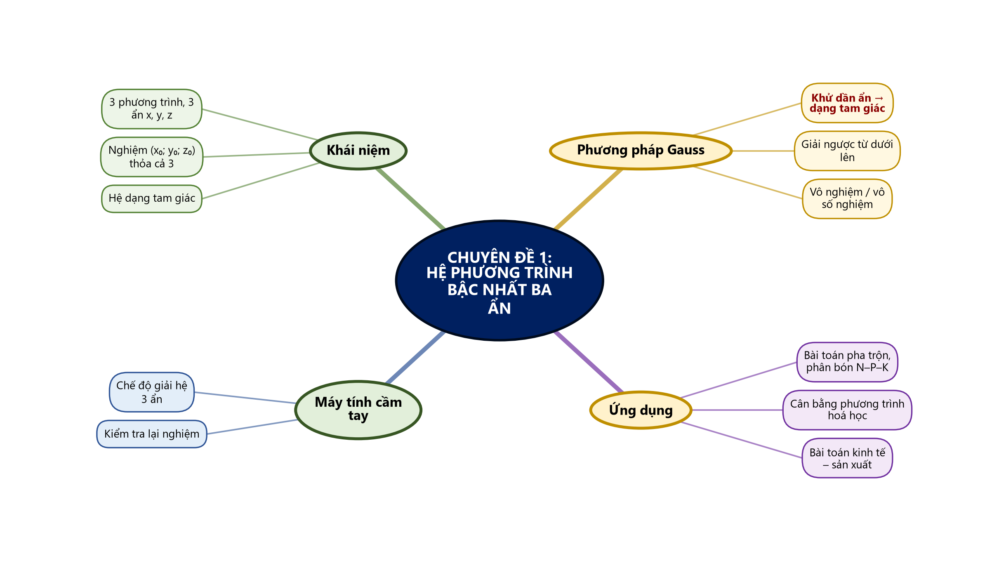 3 phương trình, 3
ẩn x, y, z
Nghiệm (x₀; y₀; z₀)
thỏa cả 3
Hệ dạng tam giác
Khái niệm
Phương pháp Gauss
Khử dần ẩn →
dạng tam giác
Giải ngược từ dưới
lên
Vô nghiệm / vô
số nghiệm
CHUYÊN ĐỀ 1:
HỆ PHƯƠNG TRÌNH
BẬC NHẤT BA
ẨN
Chế độ giải hệ
3 ẩn
Kiểm tra lại nghiệm
Máy tính cầm
tay
Ứng dụng
Bài toán pha trộn,
phân bón N–P–K
Cân bằng phương trình
hoá học
Bài toán kinh tế
– sản xuất